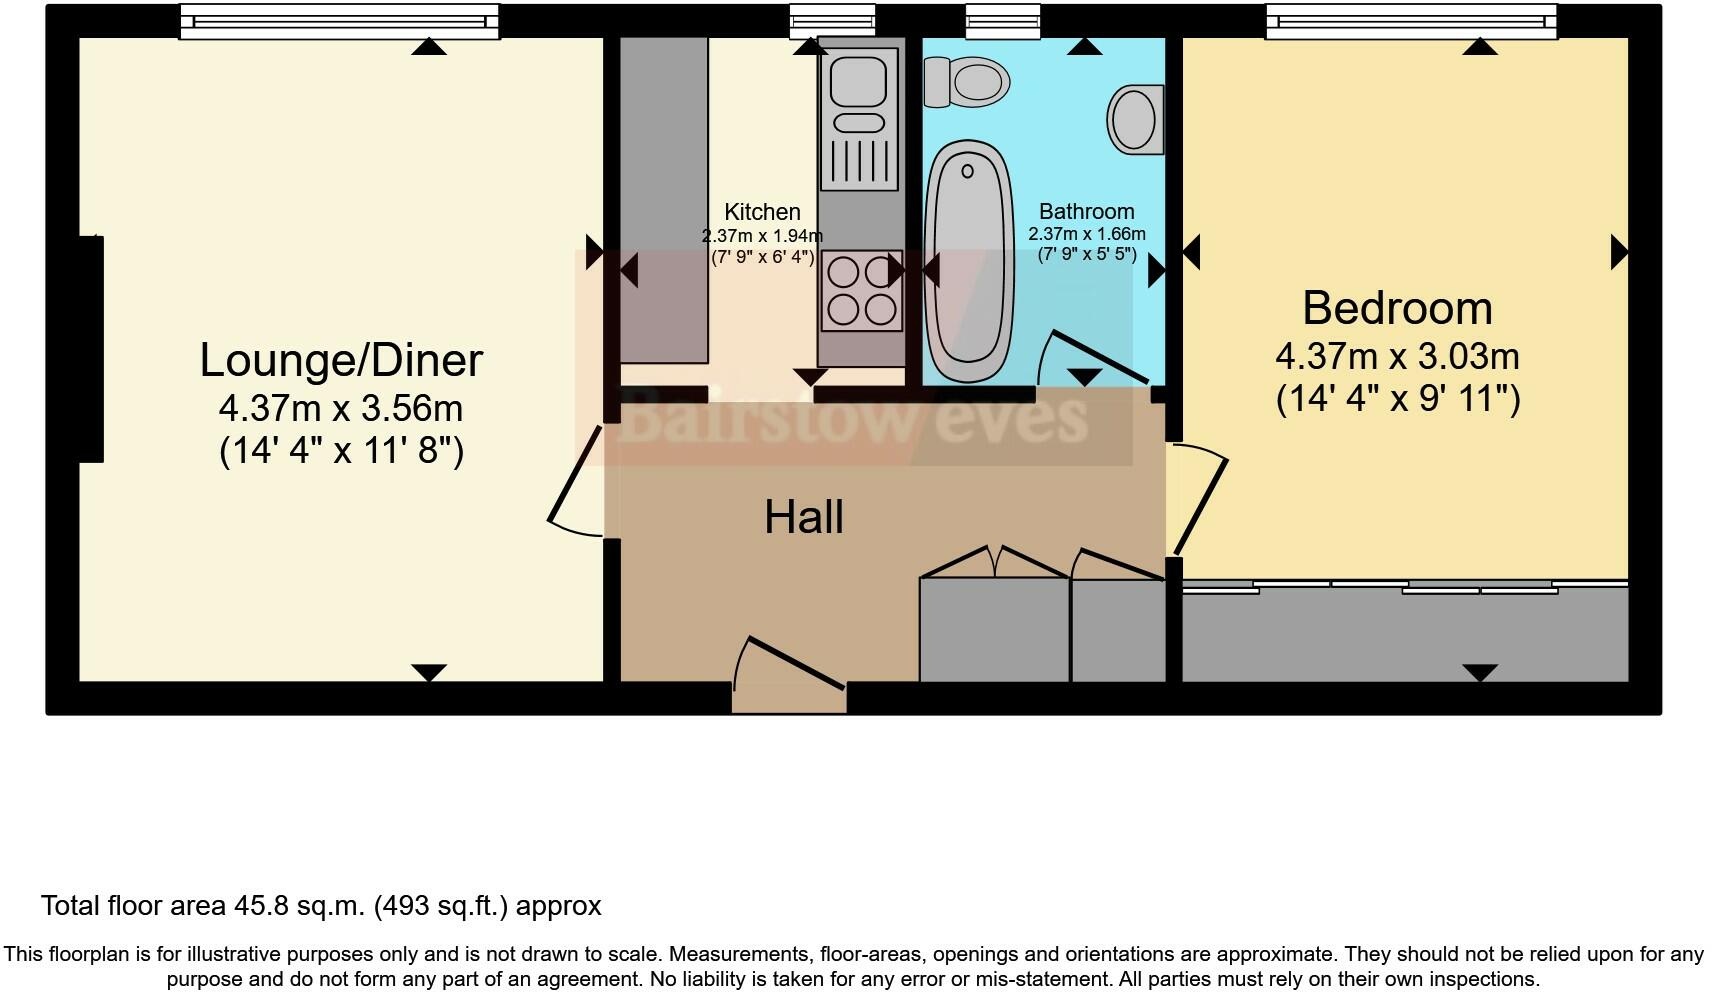 Kitchen
2.37m x 1.94m
(7' 9" x 6' 4")
Bathroom
2.37m x 1.66m
(7' 9" x 5' 5")
Lounge/Diner
4.37m x 3.56m
(14' 4" x 11' 8")
Bedroom
4.37m x 3.03m
(14' 4" x 9' 11")
Bairstow eves
Hall
Total floor area 45.8 sq.m. (493 sq.ft.) approx
This floorplan is for illustrative purposes only and is not drawn to scale. Measurements, floor-areas, openings and orientations are approximate. They should not be relied upon for any
purpose and do not form any part of an agreement. No liability is taken for any error or mis-statement. All parties must rely on their own inspections.